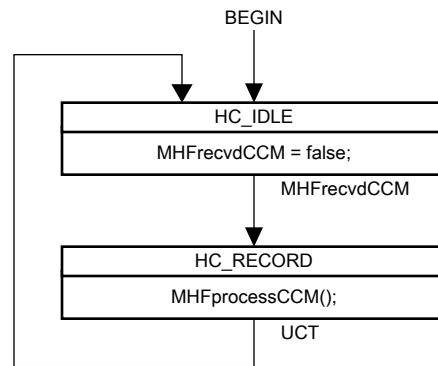 BEGIN
HC_IDLE
MHFrecvdCCM = false;
MHFrecvdCCM
HC_RECORD
MHFprocessCCM();
UCT